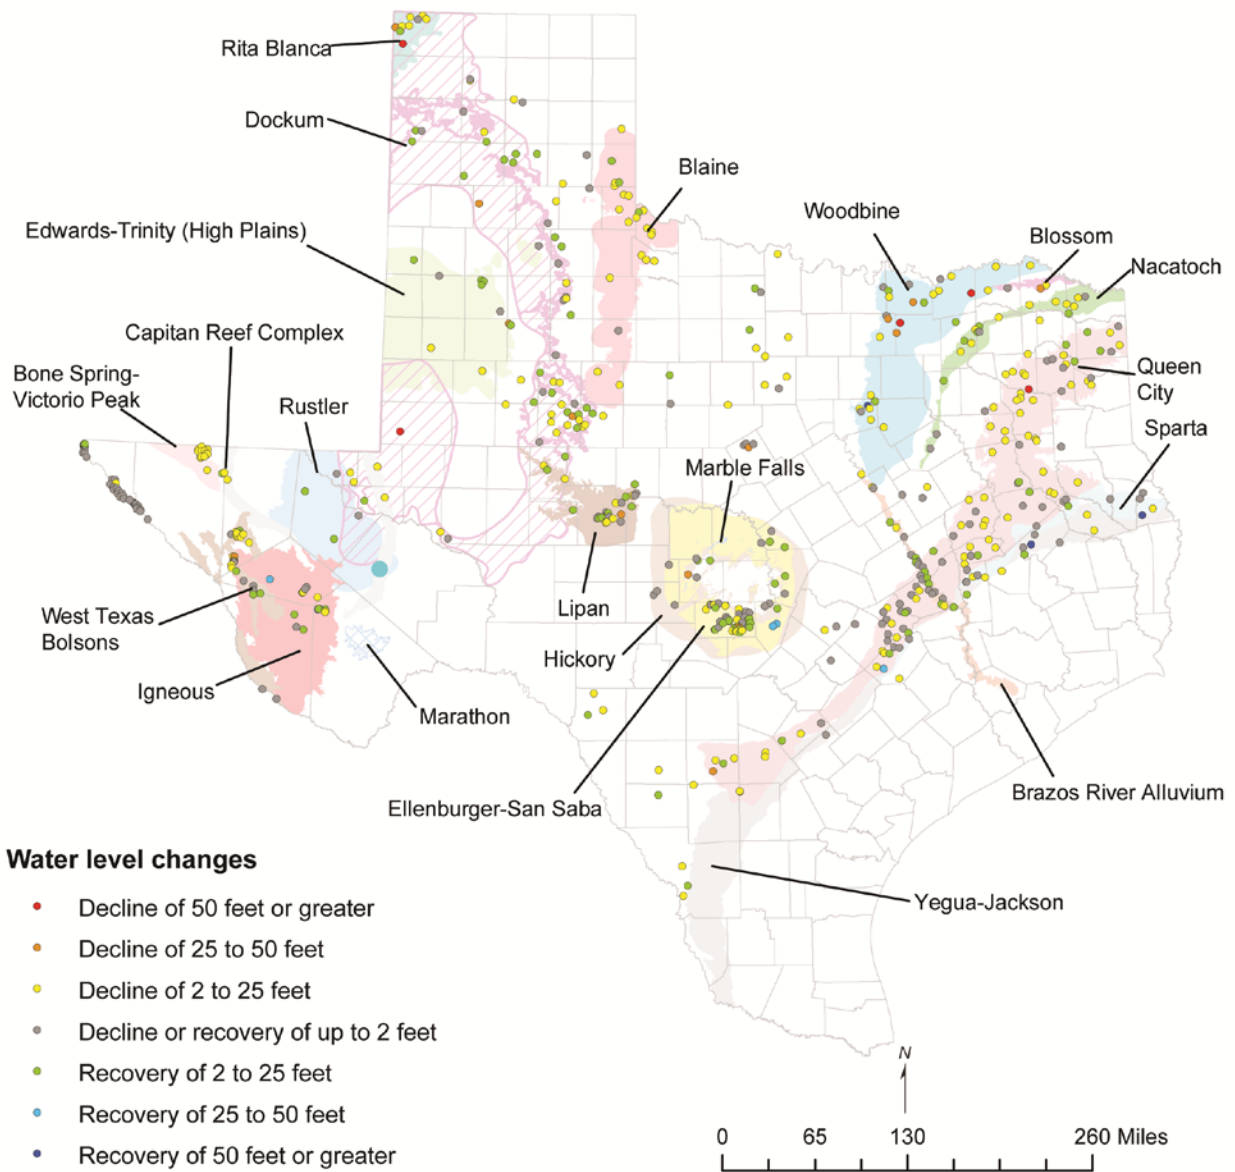 Rita Blanca
Dockum
Blaine
Woodbine
Edwards-Trinity (High Plains)
Blossom
Nacatoch
Capitan Reef Complex
Bone Spring-
Victorio Peak
Queen
City
Rustler
Sparta
Marble Falls
West Texas
Bolsons
Lipan
Hickory
Igneous
Marathon
Ellenburger-San Saba
Brazos River Alluvium
Yegua-Jackson
Water level changes
Decline of 50 feet or greater
Decline of 25 to 50 feet
Decline of 2 to 25 feet
Decline or recovery of up to 2 feet
Recovery of 2 to 25 feet
Recovery of 25 to 50 feet
Recovery of 50 feet or greater
N
0 65 130 260 Miles